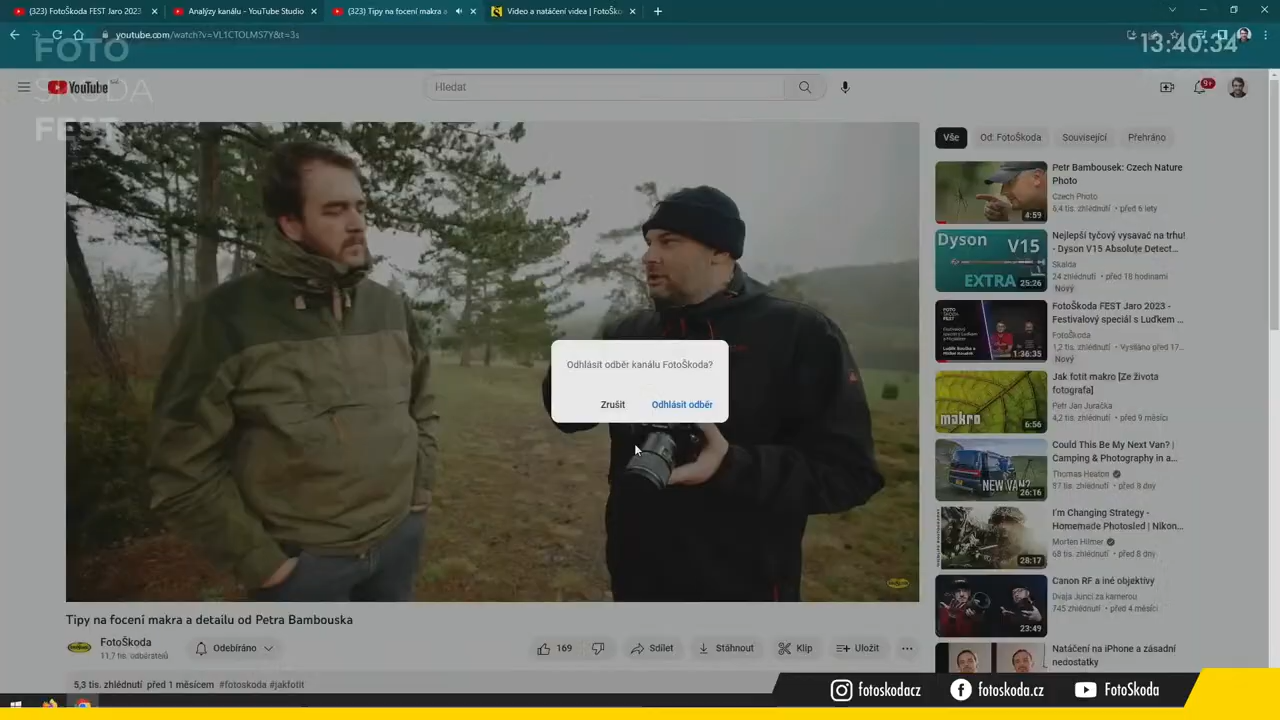 (323) FotoŠkoda FEST Jaro 2023
Analýzy kanálu - YouTube Studio
(323) Tipy na focení makra a
Video a natáčení videa | FotoŠk
youtube.com/watch?v=VL1CTOLMS7Y&t=3s
13:40:34
FOTO
ŠKODA
FEST
YouTube
Hledat
9+
Vše
Od: FotoŠkoda
Související
Přehráno
Petr Bambousek: Czech Nature
Photo
Czech Photo
6,4 tis. zhlédnutí • před 6 lety
4:59
Nejlepší tyčový vysavač na trhu!
- Dyson V15 Absolute Detect...
Skalda
24 zhlédnutí • před 18 hodinami
Nový
Dyson V15
EXTRA
25:26
FotoŠkoda FEST Jaro 2023 -
Festivalový speciál s Luďkem ...
FotoŠkoda
1,2 tis. zhlédnutí • Vysíláno před 17...
Nový
1:36:35
Jak fotit makro [Ze života
fotografa]
Petr Jan Juračka
4,2 tis. zhlédnutí • před 9 měsíci
makro
6:56
Could This Be My Next Van? |
Camping & Photography in a...
Thomas Heaton
87 tis. zhlédnutí • před 8 dny
NEW VAN?
26:16
I'm Changing Strategy -
Homemade Photosled | Nikon...
Morten Hilmer
68 tis. zhlédnutí • před 8 dny
28:17
Canon RF a iné objektívy
Dvaja Junci za kamerou
745 zhlédnutí • před 4 měsíci
23:49
Natáčení na iPhone a zásadní
nedostatky
Odhlásit odběr kanálu FotoŠkoda?
Zrušit
Odhlásit odběr
Tipy na focení makra a detailu od Petra Bambouska
FotoŠkoda
11,7 tis. odběratelů
Odebíráno
169
Sdílet
Stáhnout
Klip
Uložit
5,3 tis. zhlédnutí před 1 měsícem #fotoskoda #jakfotit
fotoskodacz
fotoskoda.cz
FotoSkoda